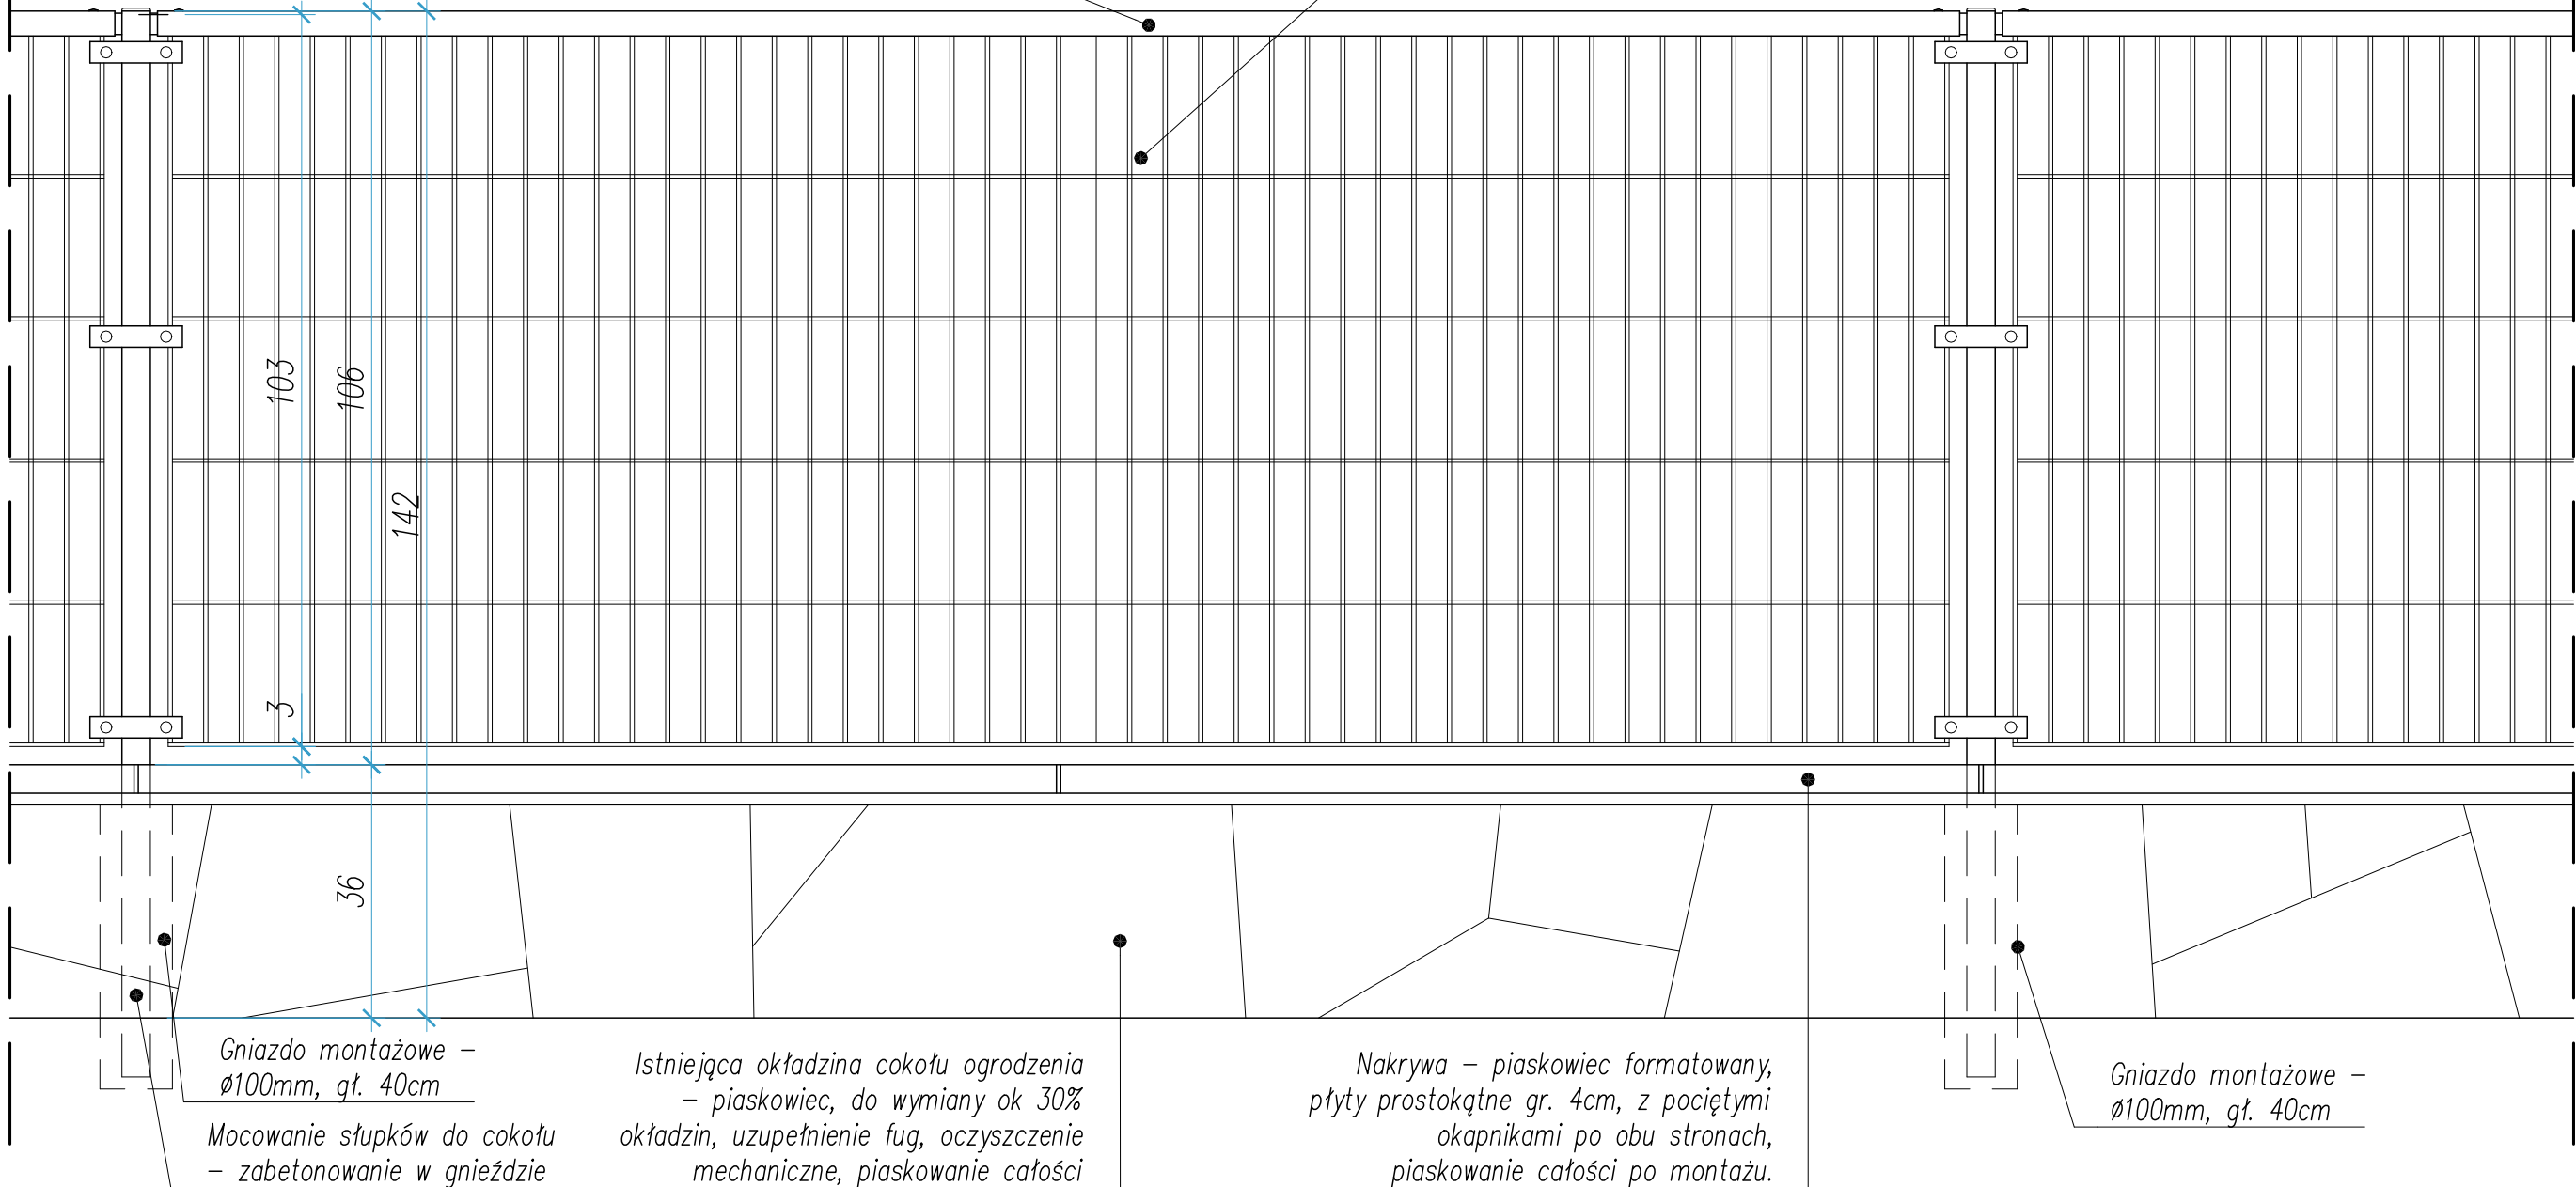 103
106
142
3
36
Gniazdo montażowe –
Ø100mm, gł. 40cm
Mocowanie słupków do cokołu
– zabetonowanie w gnieździe
Istniejąca okładzina cokołu ogrodzenia
– piaskowiec, do wymiany ok 30%
okładzin, uzupełnienie fug, oczyszczenie
mechaniczne, piaskowanie całości
Nakrywa – piaskowiec formatowany,
płyty prostokątne gr. 4cm, z pociętymi
okapnikami po obu stronach,
piaskowanie całości po montażu.
Gniazdo montażowe –
Ø100mm, gł. 40cm